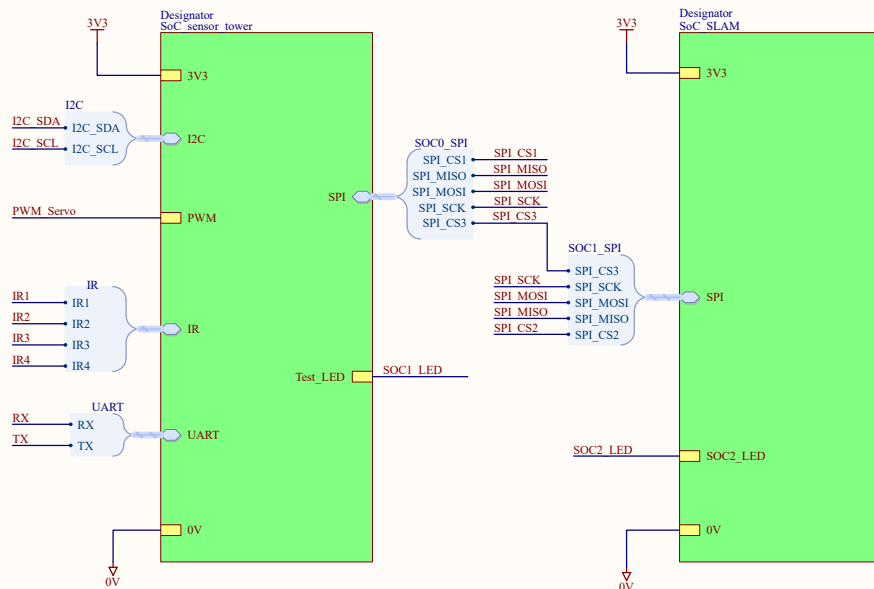 Designator
SoC_sensor_tower
3V3
3V3
I2C
I2C_SDA
I2C_SDA
I2C_SCL
I2C_SCL
I2C
PWM_Servo
PWM
IR
IR1
IR1
IR2
IR2
IR3
IR3
IR4
IR4
IR
UART
RX
RX
TX
TX
UART
0V
0V
SPI
Test_LED
SOC1_LED
SOC0_SPI
SPI_CS1
SPI_CS1
SPI_MISO
SPI_MISO
SPI_MOSI
SPI_MOSI
SPI_SCK
SPI_SCK
SPI_CS3
SPI_CS3
Designator
SoC_SLAM
3V3
3V3
SOC1_SPI
SPI_CS3
SPI_SCK
SPI_SCK
SPI_MOSI
SPI_MOSI
SPI_MISO
SPI_MISO
SPI_CS2
SPI_CS2
SPI
SOC2_LED
SOC2_LED
0V
0V